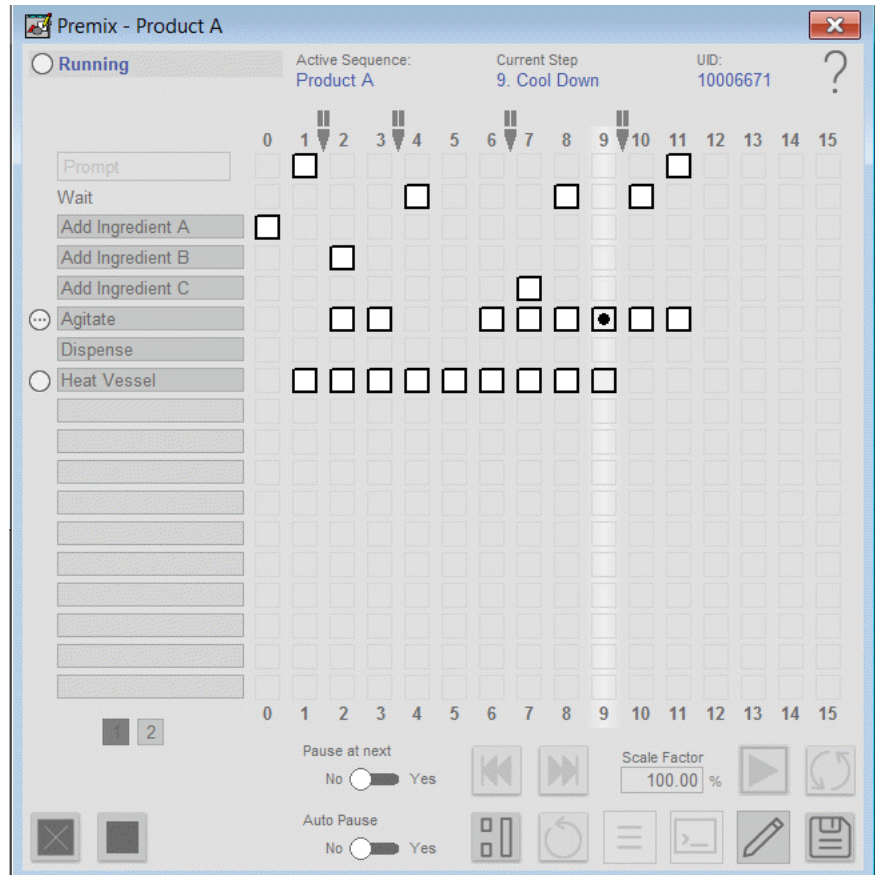 Premix - Product A
Running
Active Sequence: Current Step UID:
Product A 9. Cool Down 10006671
?
0 1 2 3 4 5 6 7 8 9 10 11 12 13 14 15
Prompt
Wait
Add Ingredient A
Add Ingredient B
Add Ingredient C
Agitate
Dispense
Heat Vessel
0 1 2 3 4 5 6 7 8 9 10 11 12 13 14 15
1 2
Pause at next
No Yes
Scale Factor
100.00 %
Auto Pause
No Yes